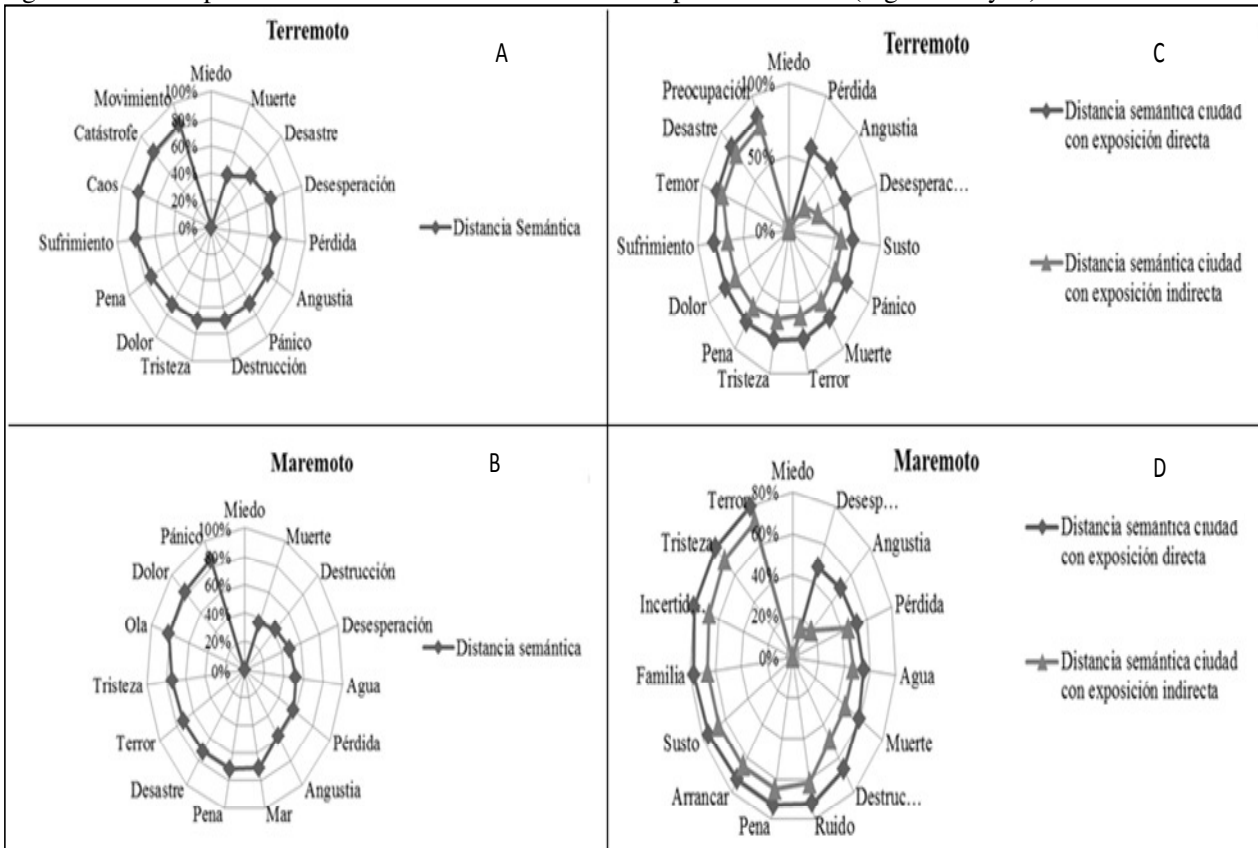 Terremoto
A
Miedo
Muerte
Desastre
Desesperación
Pérdida
Angustia
Pánico
Destrucción
Tristeza
Dolor
Pena
Sufrimiento
Caos
Catástrofe
Movimiento
100%
80%
60%
40%
20%
0%
Distancia Semántica
Terremoto
C
Miedo
Pérdida
Angustia
Desesperac…
Susto
Pánico
Muerte
Terror
Tristeza
Pena
Dolor
Sufrimiento
Temor
Desastre
Preocupación
100%
50%
0%
Distancia semántica ciudad
con exposición directa
Distancia semántica ciudad
con exposición indirecta
Maremoto
B
Miedo
Muerte
Destrucción
Desesperación
Agua
Pérdida
Angustia
Mar
Pena
Desastre
Terror
Tristeza
Ola
Dolor
Pánico
100%
80%
60%
40%
20%
0%
Distancia semántica
Maremoto
D
Miedo
Desesp…
Angustia
Pérdida
Agua
Muerte
Destruc…
Ruido
Pena
Arrancar
Susto
Familia
Incertid…
Tristeza
Terror
80%
60%
40%
20%
0%
Distancia semántica ciudad
con exposición directa
Distancia semántica ciudad
con exposición indirecta